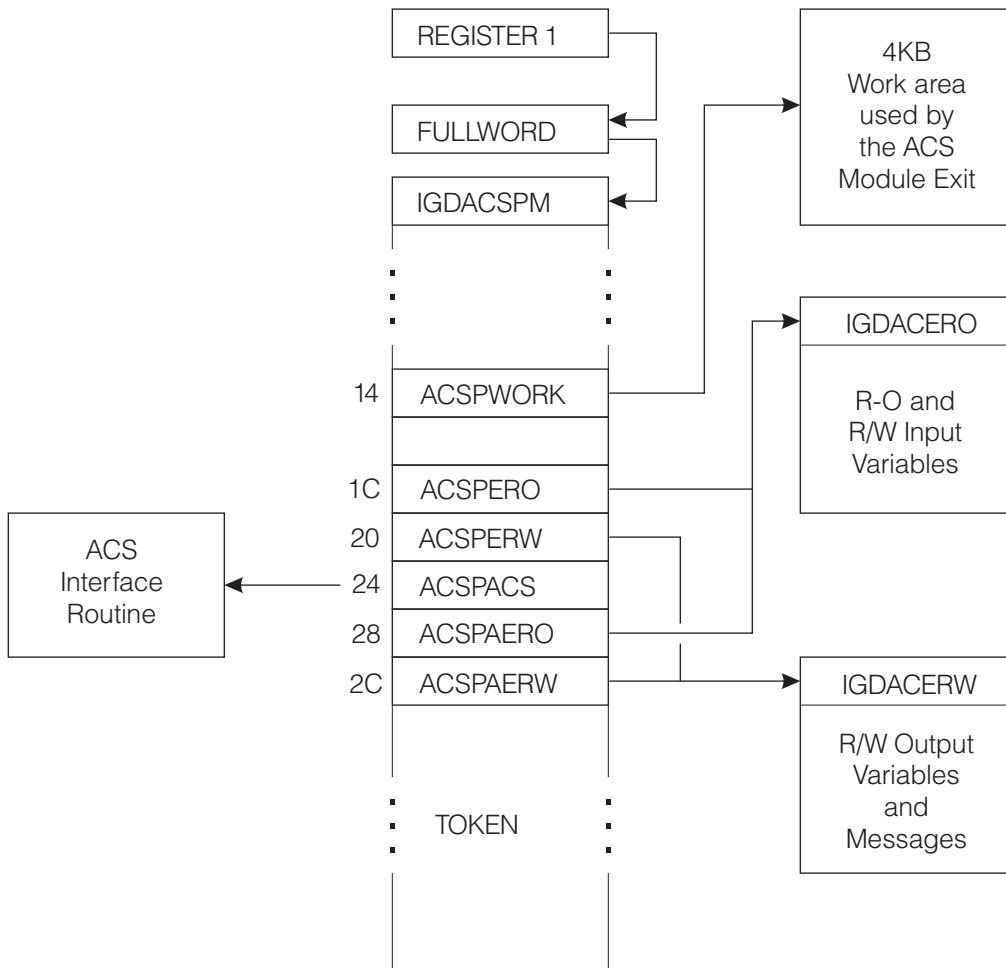 REGISTER 1
FULLWORD
IGDACSPM
4KB
Work area
used by
the ACS
Module Exit
14 ACSPWORK
1C ACSPERO
20 ACSPERW
24 ACSPACS
28 ACSPAERO
2C ACSPAERW
TOKEN
ACS
Interface
Routine
IGDACERO
R-O and
R/W Input
Variables
IGDACERW
R/W Output
Variables
and
Messages